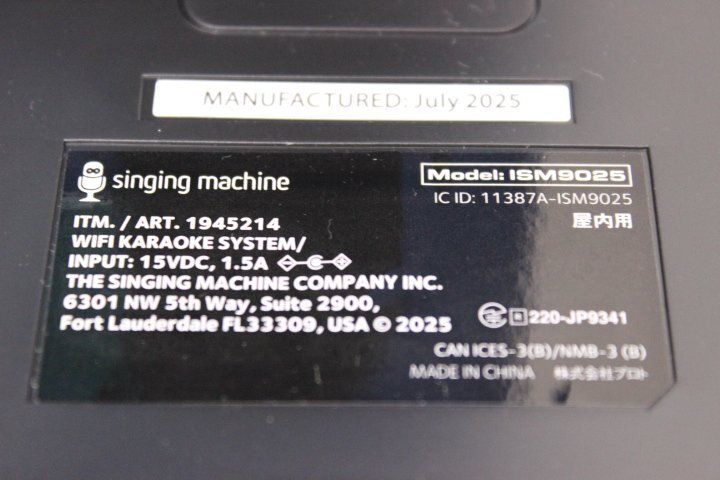 MANUFACTURED: July 2025
singing machine
Model: ISM9025
IC ID: 11387A-ISM9025
屋内用
ITM. / ART. 1945214
WIFI KARAOKE SYSTEM/
INPUT: 15VDC, 1.5A
THE SINGING MACHINE COMPANY INC.
6301 NW 5th Way, Suite 2900,
Fort Lauderdale FL33309, USA © 2025
R 220-JP9341
CAN ICES-3(B)/NMB-3 (B)
MADE IN CHINA 株式会社プロト